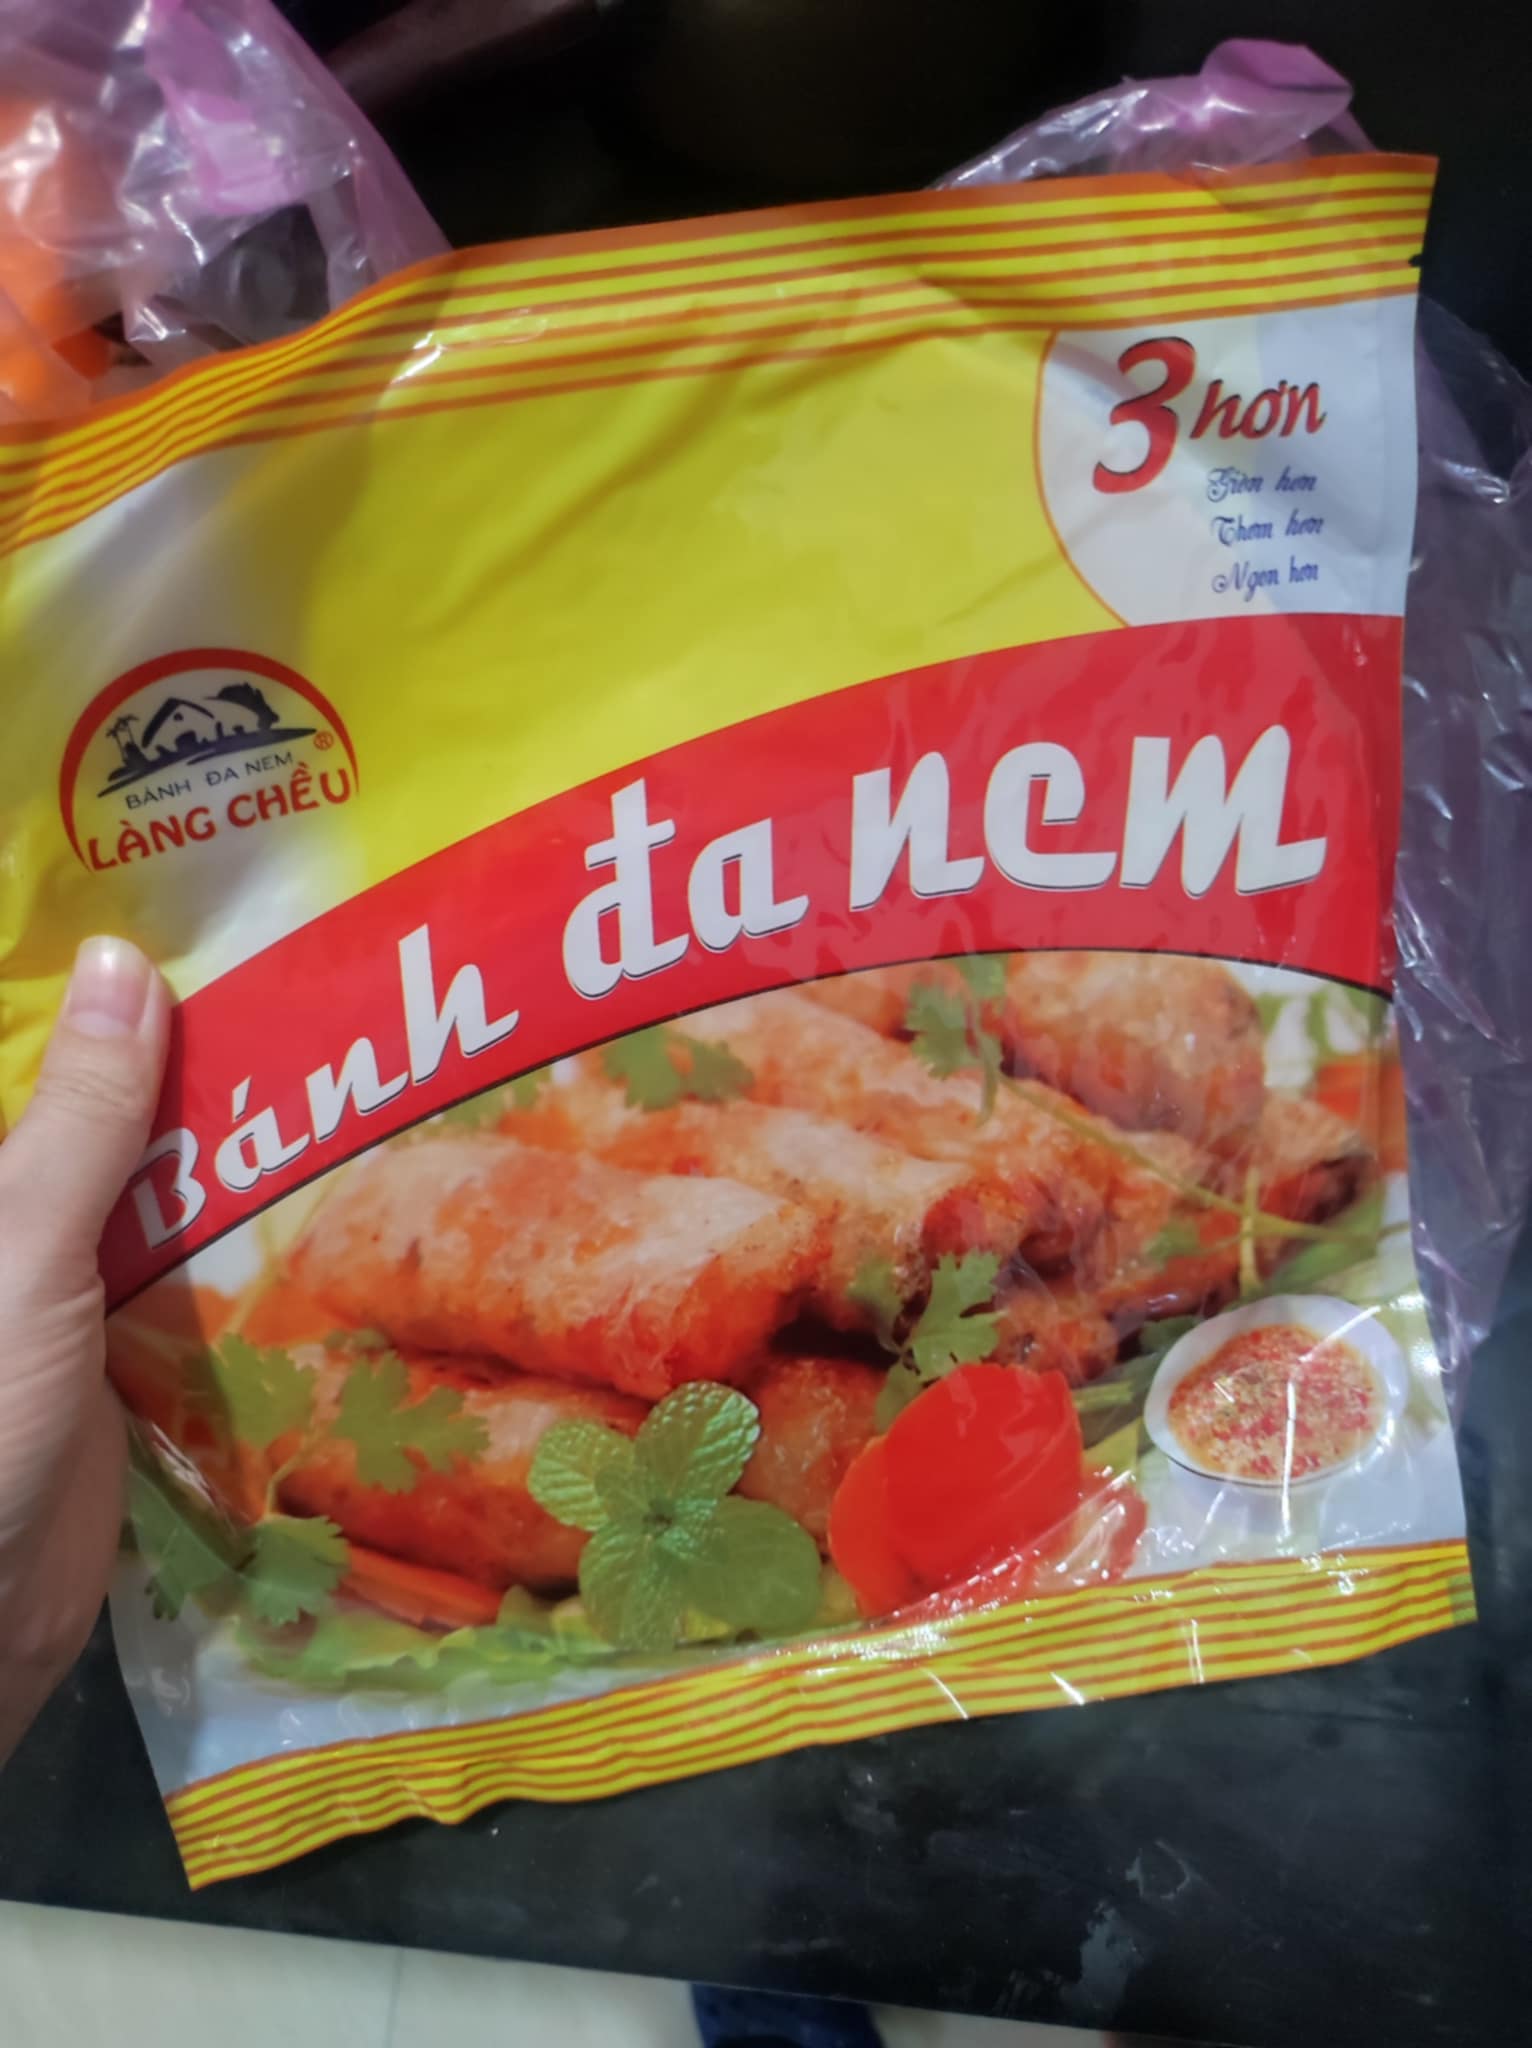 3 hơn
Giòn hơn
Thơm hơn
Ngon hơn
BÁNH ĐA NEM ®
LÀNG CHỀU
Bánh đa nem